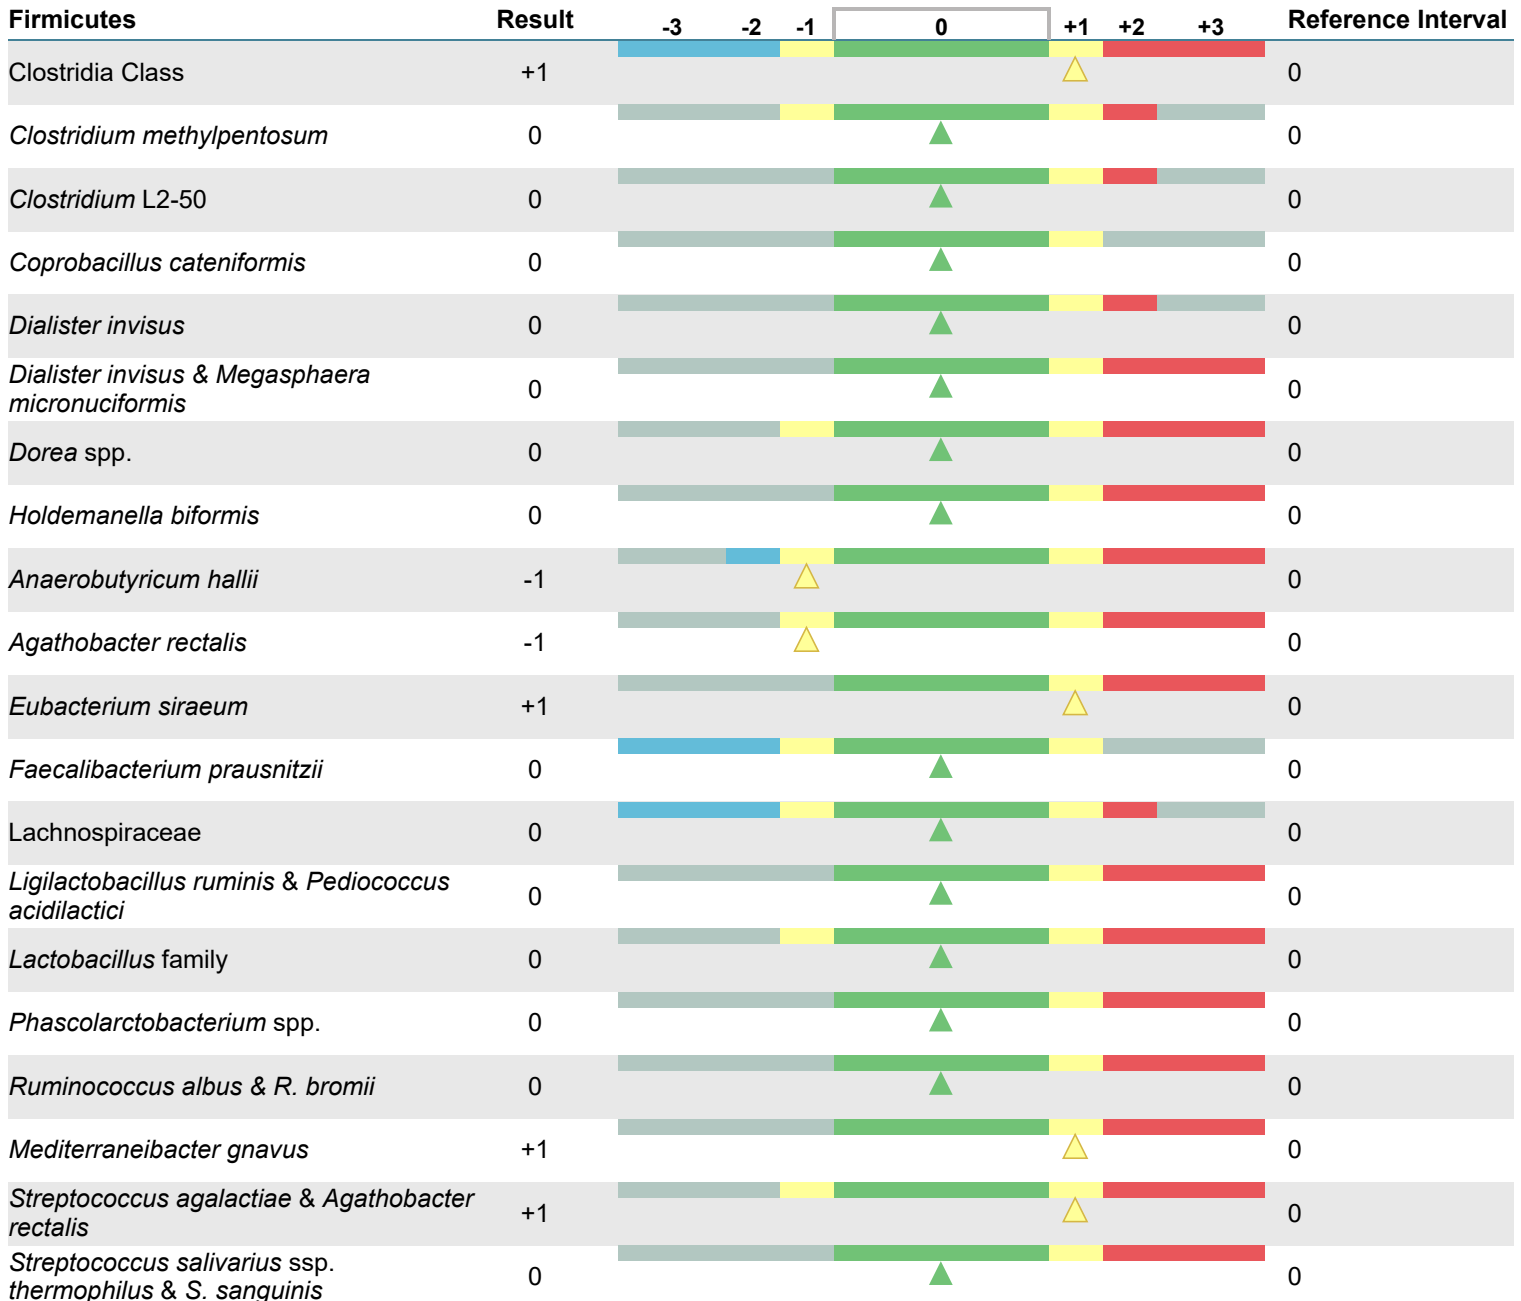 Firmicutes Result -3 -2 -1 0 +1 +2 +3 Reference Interval
Clostridia Class +1 0
Clostridium methylpentosum 0 0
Clostridium L2-50 0 0
Coprobacillus cateniformis 0 0
Dialister invisus 0 0
Dialister invisus & Megasphaera
micronuciformis 0 0
Dorea spp. 0 0
Holdemanella biformis 0 0
Anaerobutyricum hallii -1 0
Agathobacter rectalis -1 0
Eubacterium siraeum +1 0
Faecalibacterium prausnitzii 0 0
Lachnospiraceae 0 0
Ligilactobacillus ruminis & Pediococcus
acidilactici 0 0
Lactobacillus family 0 0
Phascolarctobacterium spp. 0 0
Ruminococcus albus & R. bromii 0 0
Mediterraneibacter gnavus +1 0
Streptococcus agalactiae & Agathobacter
rectalis +1 0
Streptococcus salivarius ssp.
thermophilus & S. sanguinis 0 0